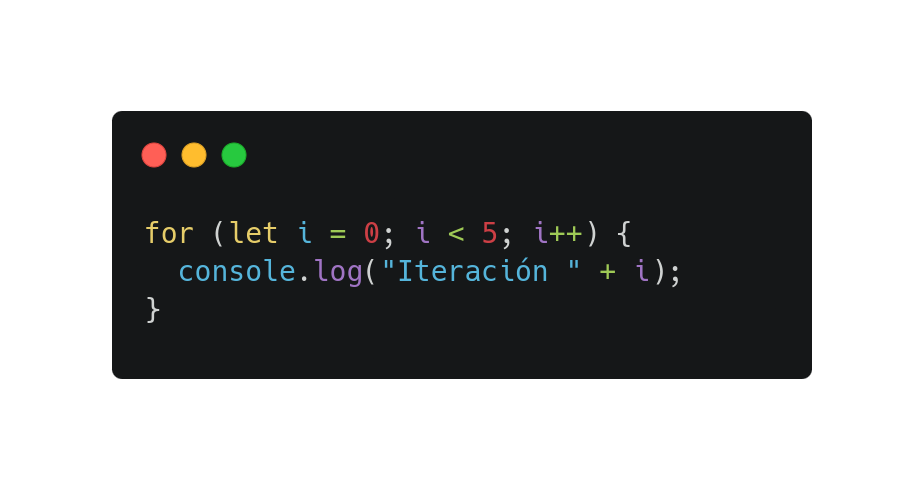 for (let i = 0; i < 5; i++) {
  console.log("Iteración " + i);
}